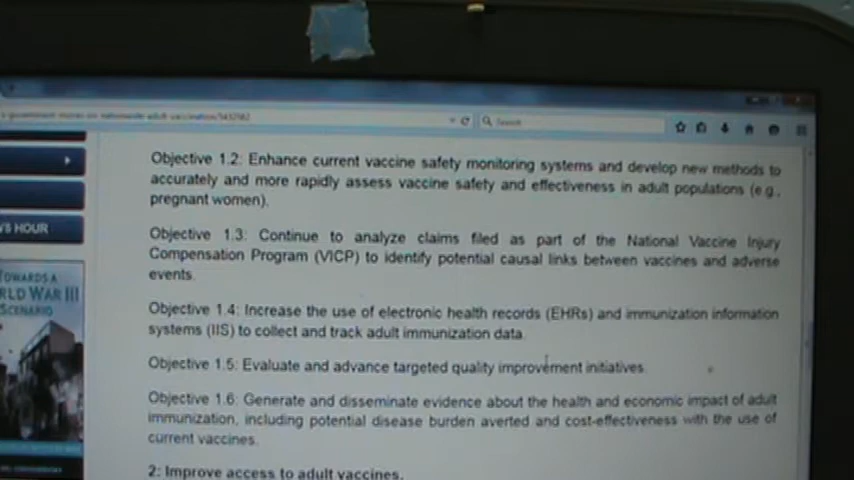 Search
Objective 1.2: Enhance current vaccine safety monitoring systems and develop new methods to
accurately and more rapidly assess vaccine safety and effectiveness in adult populations (e.g.,
pregnant women).
WS HOUR
Objective 1.3: Continue to analyze claims filed as part of the National Vaccine Injury
Compensation Program (VICP) to identify potential causal links between vaccines and adverse
events.
TOWARDS A
RLD WAR III
SCENARIO
Objective 1.4: Increase the use of electronic health records (EHRs) and immunization information
systems (IIS) to collect and track adult immunization data.
Objective 1.5: Evaluate and advance targeted quality improvement initiatives.
Objective 1.6: Generate and disseminate evidence about the health and economic impact of adult
immunization, including potential disease burden averted and cost-effectiveness with the use of
current vaccines.
2: Improve access to adult vaccines.